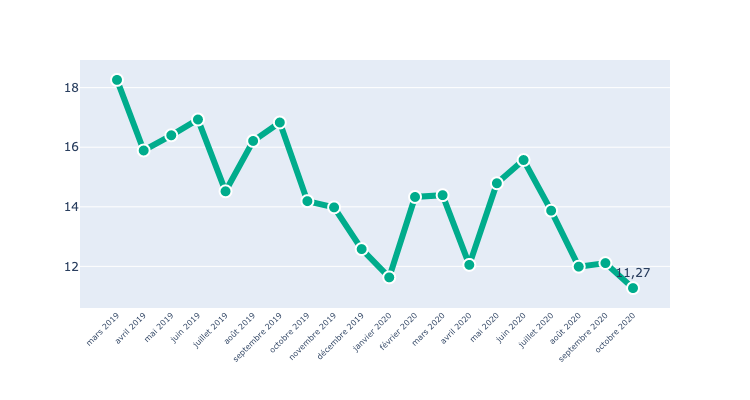 18
16
14
12
11,27
mars 2019
avril 2019
mai 2019
juin 2019
juillet 2019
août 2019
septembre 2019
octobre 2019
novembre 2019
décembre 2019
janvier 2020
février 2020
mars 2020
avril 2020
mai 2020
juin 2020
juillet 2020
août 2020
septembre 2020
octobre 2020